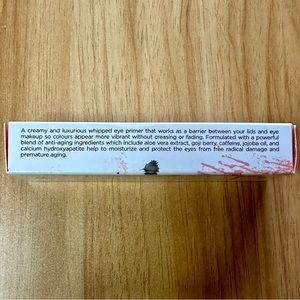 A creamy and luxurious whipped eye primer that works as a barrier between your lids and eye
makeup so colours appear more vibrant without creasing or fading. Formulated with a powerful
blend of anti-aging ingredients which include aloe vera extract, goji berry, caffeine, jojoba oil, and
calcium hydroxyapatite help to moisturize and protect the eyes from free radical damage and
premature aging.